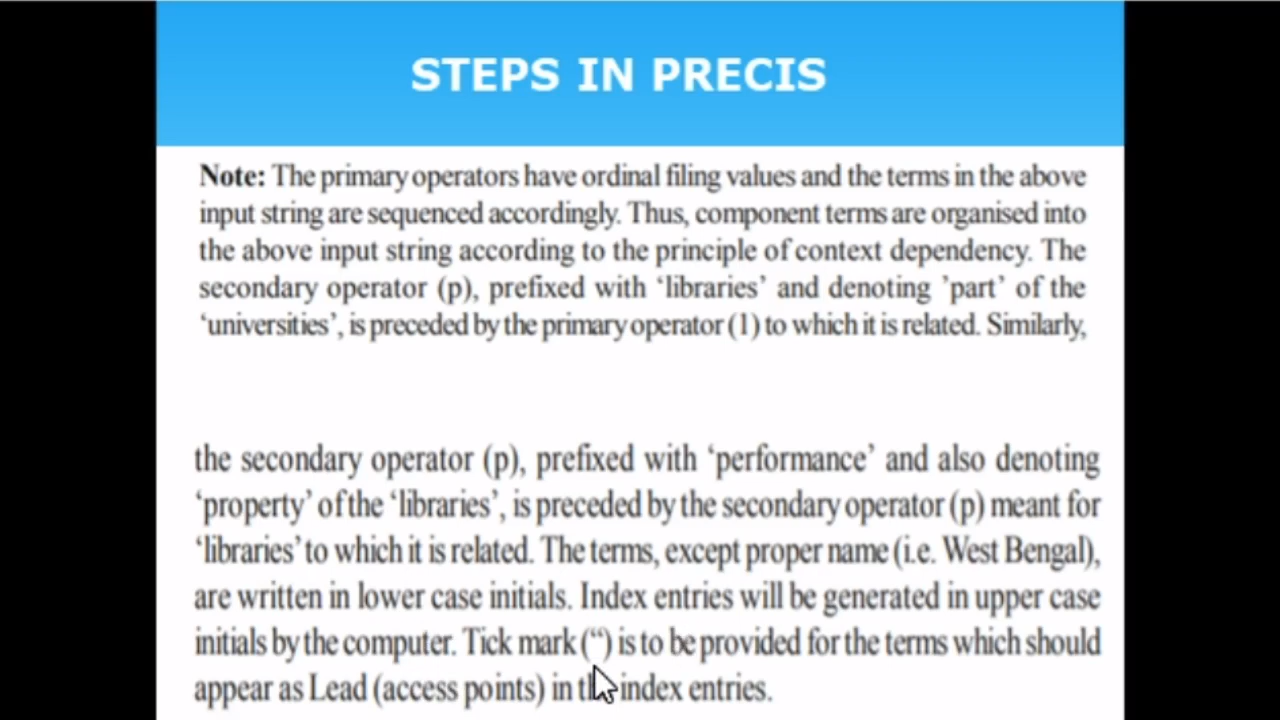 STEPS IN PRECIS
Note: The primary operators have ordinal filing values and the terms in the above
input string are sequenced accordingly. Thus, component terms are organised into
the above input string according to the principle of context dependency. The
secondary operator (p), prefixed with ‘libraries’ and denoting ’part’ of the
‘universities’, is preceded by the primary operator (1) to which it is related. Similarly,
the secondary operator (p), prefixed with ‘performance’ and also denoting
‘property’ of the ‘libraries’, is preceded by the secondary operator (p) meant for
‘libraries’ to which it is related. The terms, except proper name (i.e. West Bengal),
are written in lower case initials. Index entries will be generated in upper case
initials by the computer. Tick mark (“) is to be provided for the terms which should
appear as Lead (access points) in the index entries.